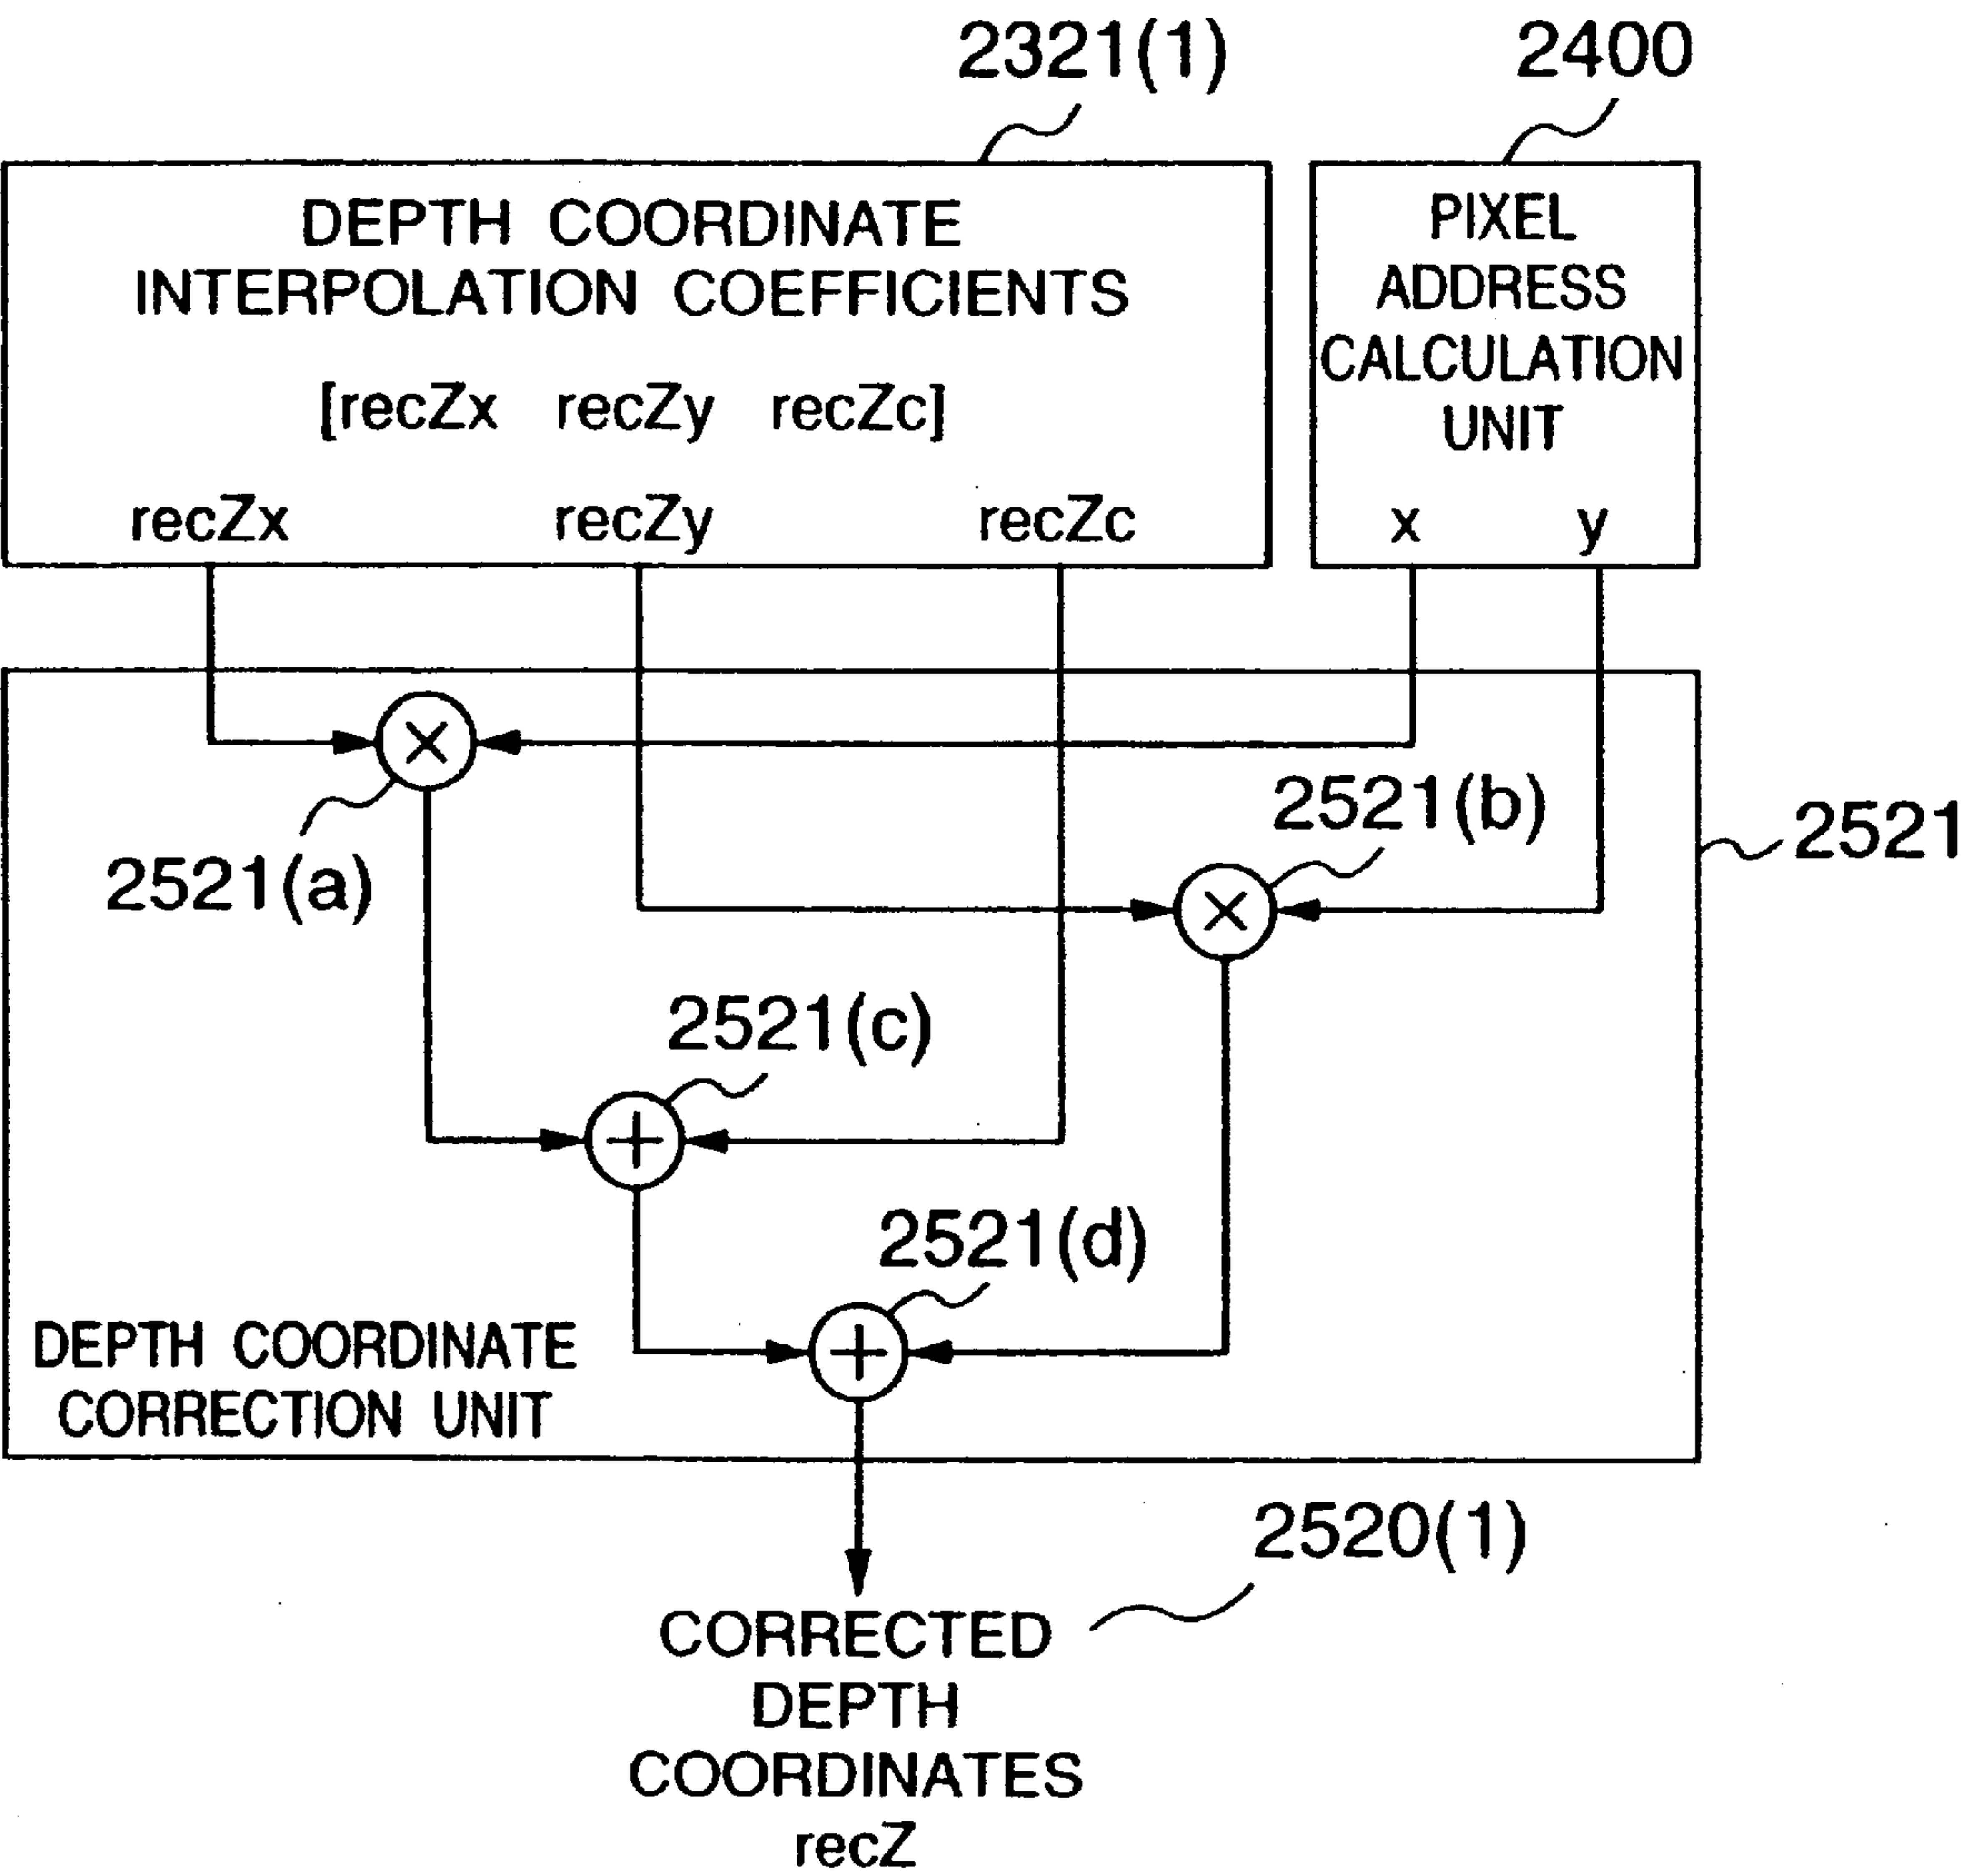 2321(1)
2400
DEPTH COORDINATE
INTERPOLATION COEFFICIENTS
[recZx recZy recZc]
recZx recZy recZc
PIXEL
ADDRESS
CALCULATION
UNIT
x y
2521(a)
2521(b)
2521
2521(c)
2521(d)
DEPTH COORDINATE
CORRECTION UNIT
2520(1)
CORRECTED
DEPTH
COORDINATES
recZ